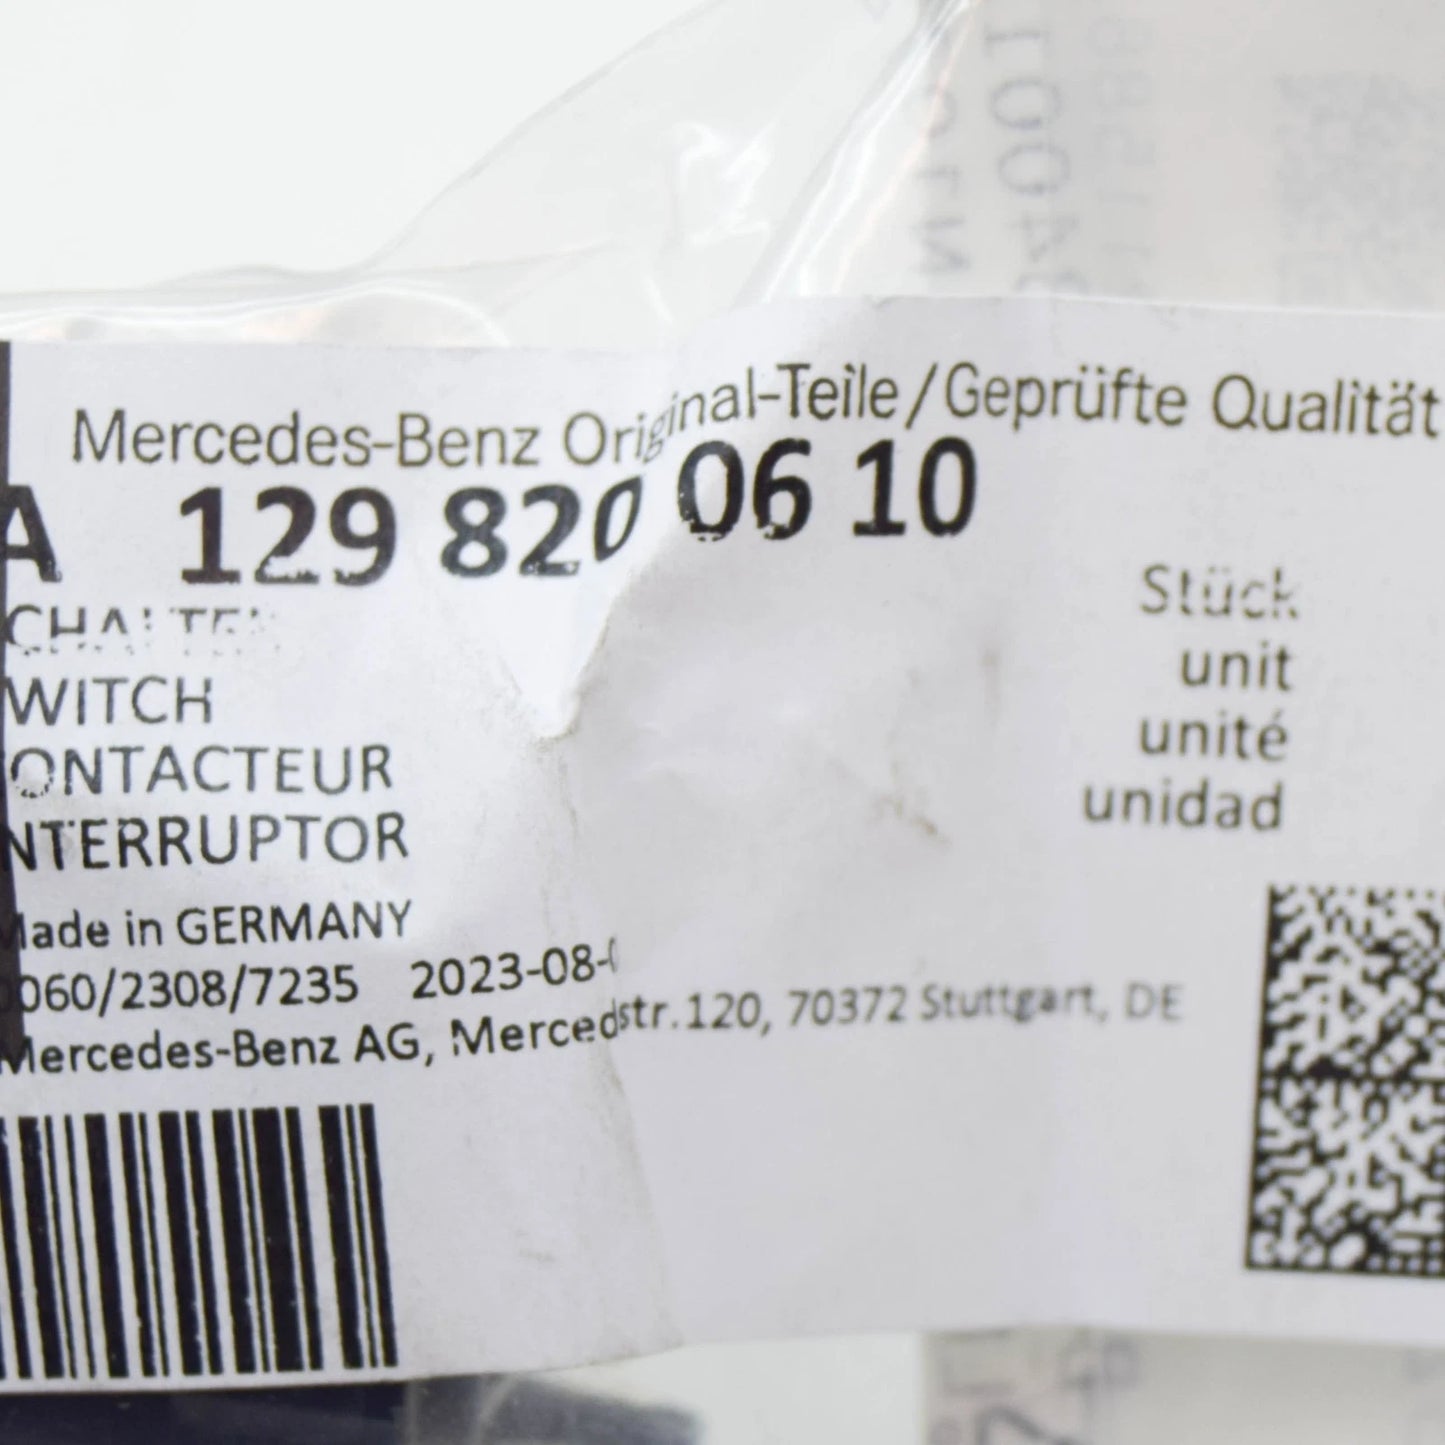 Mercedes-Benz Original-Teile/Geprüfte Qualität
A 129 820 06 10
CHALTER
WITCH
ONTACTEUR
NTERRUPTOR
Stück
unit
unité
unidad
Made in GERMANY
0060/2308/7235 2023-08-
Mercedes-Benz AG, Mercedstr.120, 70372 Stuttgart, DE